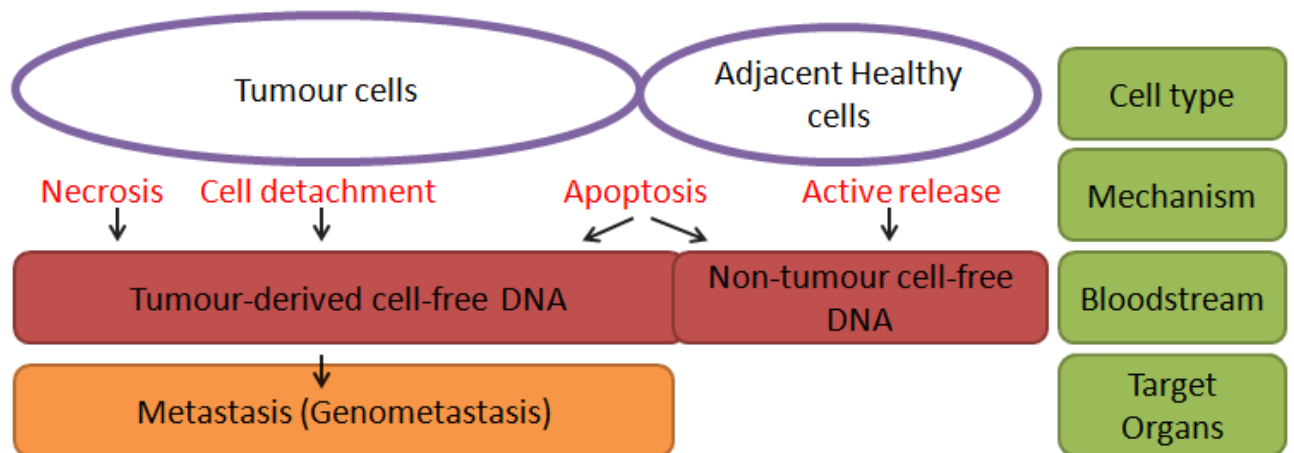 Tumour cells
Adjacent Healthy
cells
Cell type
Necrosis
Cell detachment
Apoptosis
Active release
Mechanism
Tumour-derived cell-free DNA
Non-tumour cell-free
DNA
Bloodstream
Metastasis (Genometastasis)
Target
Organs